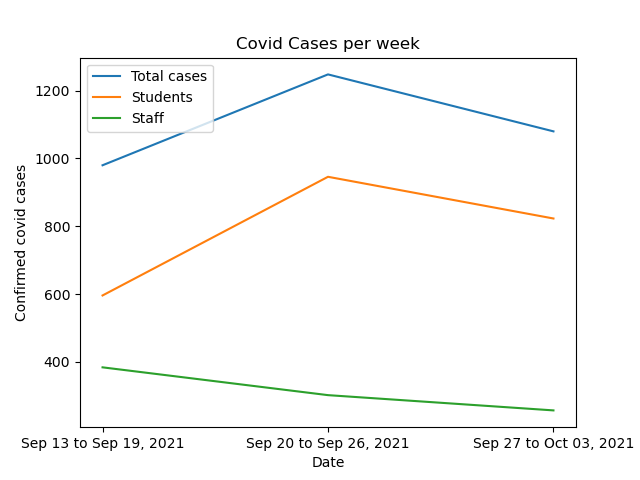 Covid Cases per week
Total cases
Students
Staff
1200
1000
800
600
400
Confirmed covid cases
Sep 13 to Sep 19, 2021
Sep 20 to Sep 26, 2021
Sep 27 to Oct 03, 2021
Date